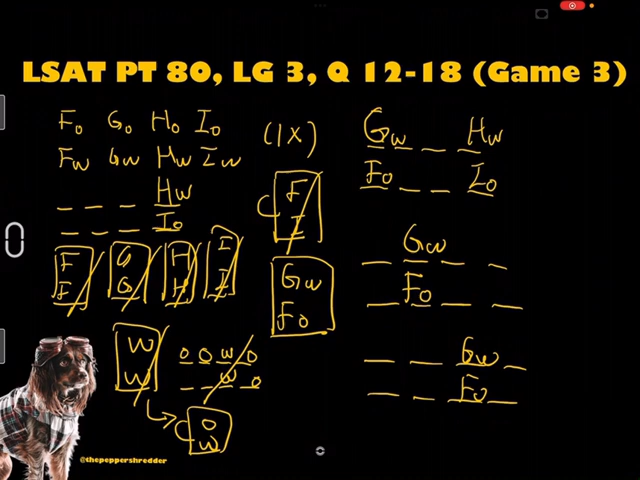 LSAT PT 80, LG 3, Q 12-18 (Game 3)
Fo Go Ho Io
Fw Gw Hw Iw
(1X)
Hw
Io
F
I
F
F
G
G
H
H
I
I
Gw
Fo
W
W
O O W O
W O
O
W
Gw Hw
Fo Io
Gw
Fo
Gw
Fo
@thepeppershredder